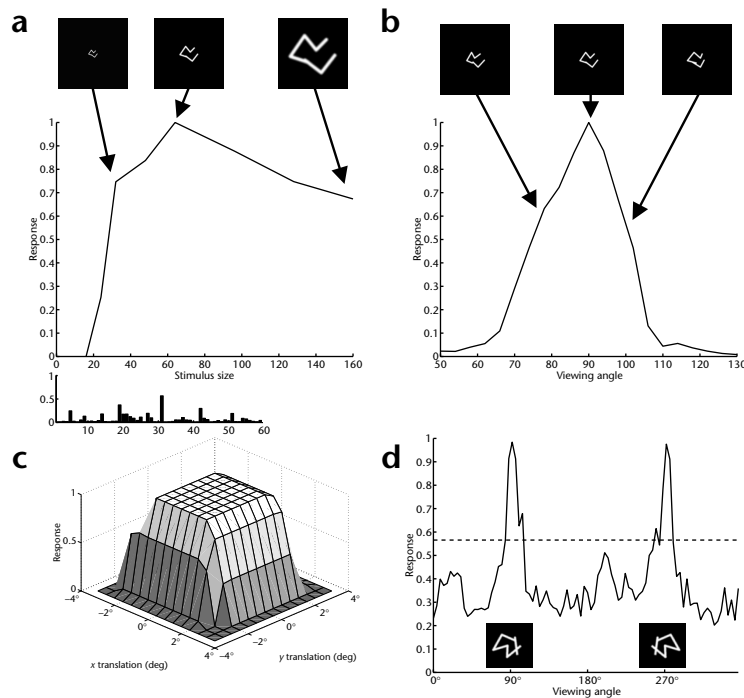 a
b
1
0.9
0.8
0.7
0.6
0.5
0.4
0.3
0.2
0.1
0
Response
0 20 40 60 80 100 120 140 160
Stimulus size
1
0.9
0.8
0.7
0.6
0.5
0.4
0.3
0.2
0.1
0
Response
50 60 70 80 90 100 110 120 130
Viewing angle
1
0.5
0
10 20 30 40 50 60
c
1
0.5
0
Response
−4° −2° 0° 2° 4°
x translation (deg)
−4° −2° 0° 2° 4°
y translation (deg)
d
1
0.9
0.8
0.7
0.6
0.5
0.4
0.3
0.2
0.1
0
Response
0° 90° 180° 270°
Viewing angle